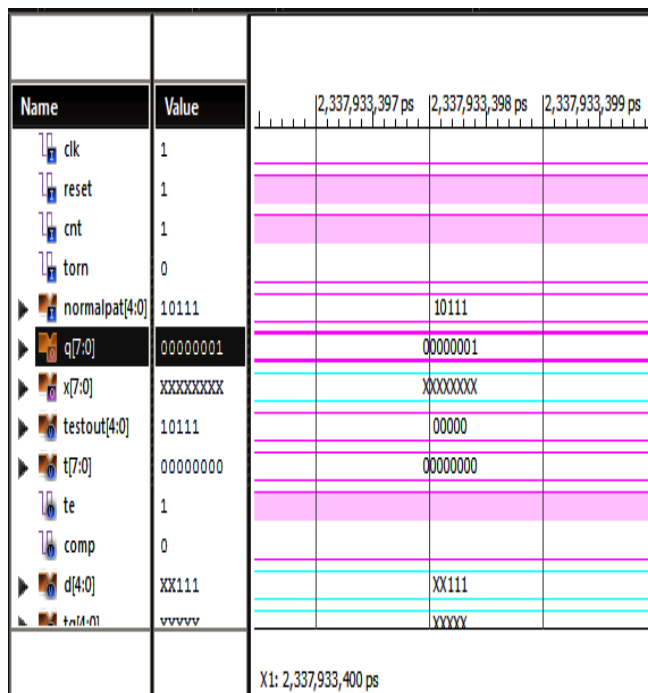 Name Value 2,337,933,397 ps 2,337,933,398 ps 2,337,933,399 ps
clk 1
reset 1
cnt 1
torn 0
normalpat[4:0] 10111 10111
q[7:0] 00000001 00000001
x[7:0] XXXXXXXX XXXXXXXX
testout[4:0] 10111 00000
t[7:0] 00000000 00000000
te 1
comp 0
d[4:0] XX111 XX111
XXXXX XXXXX
X1: 2,337,933,400 ps